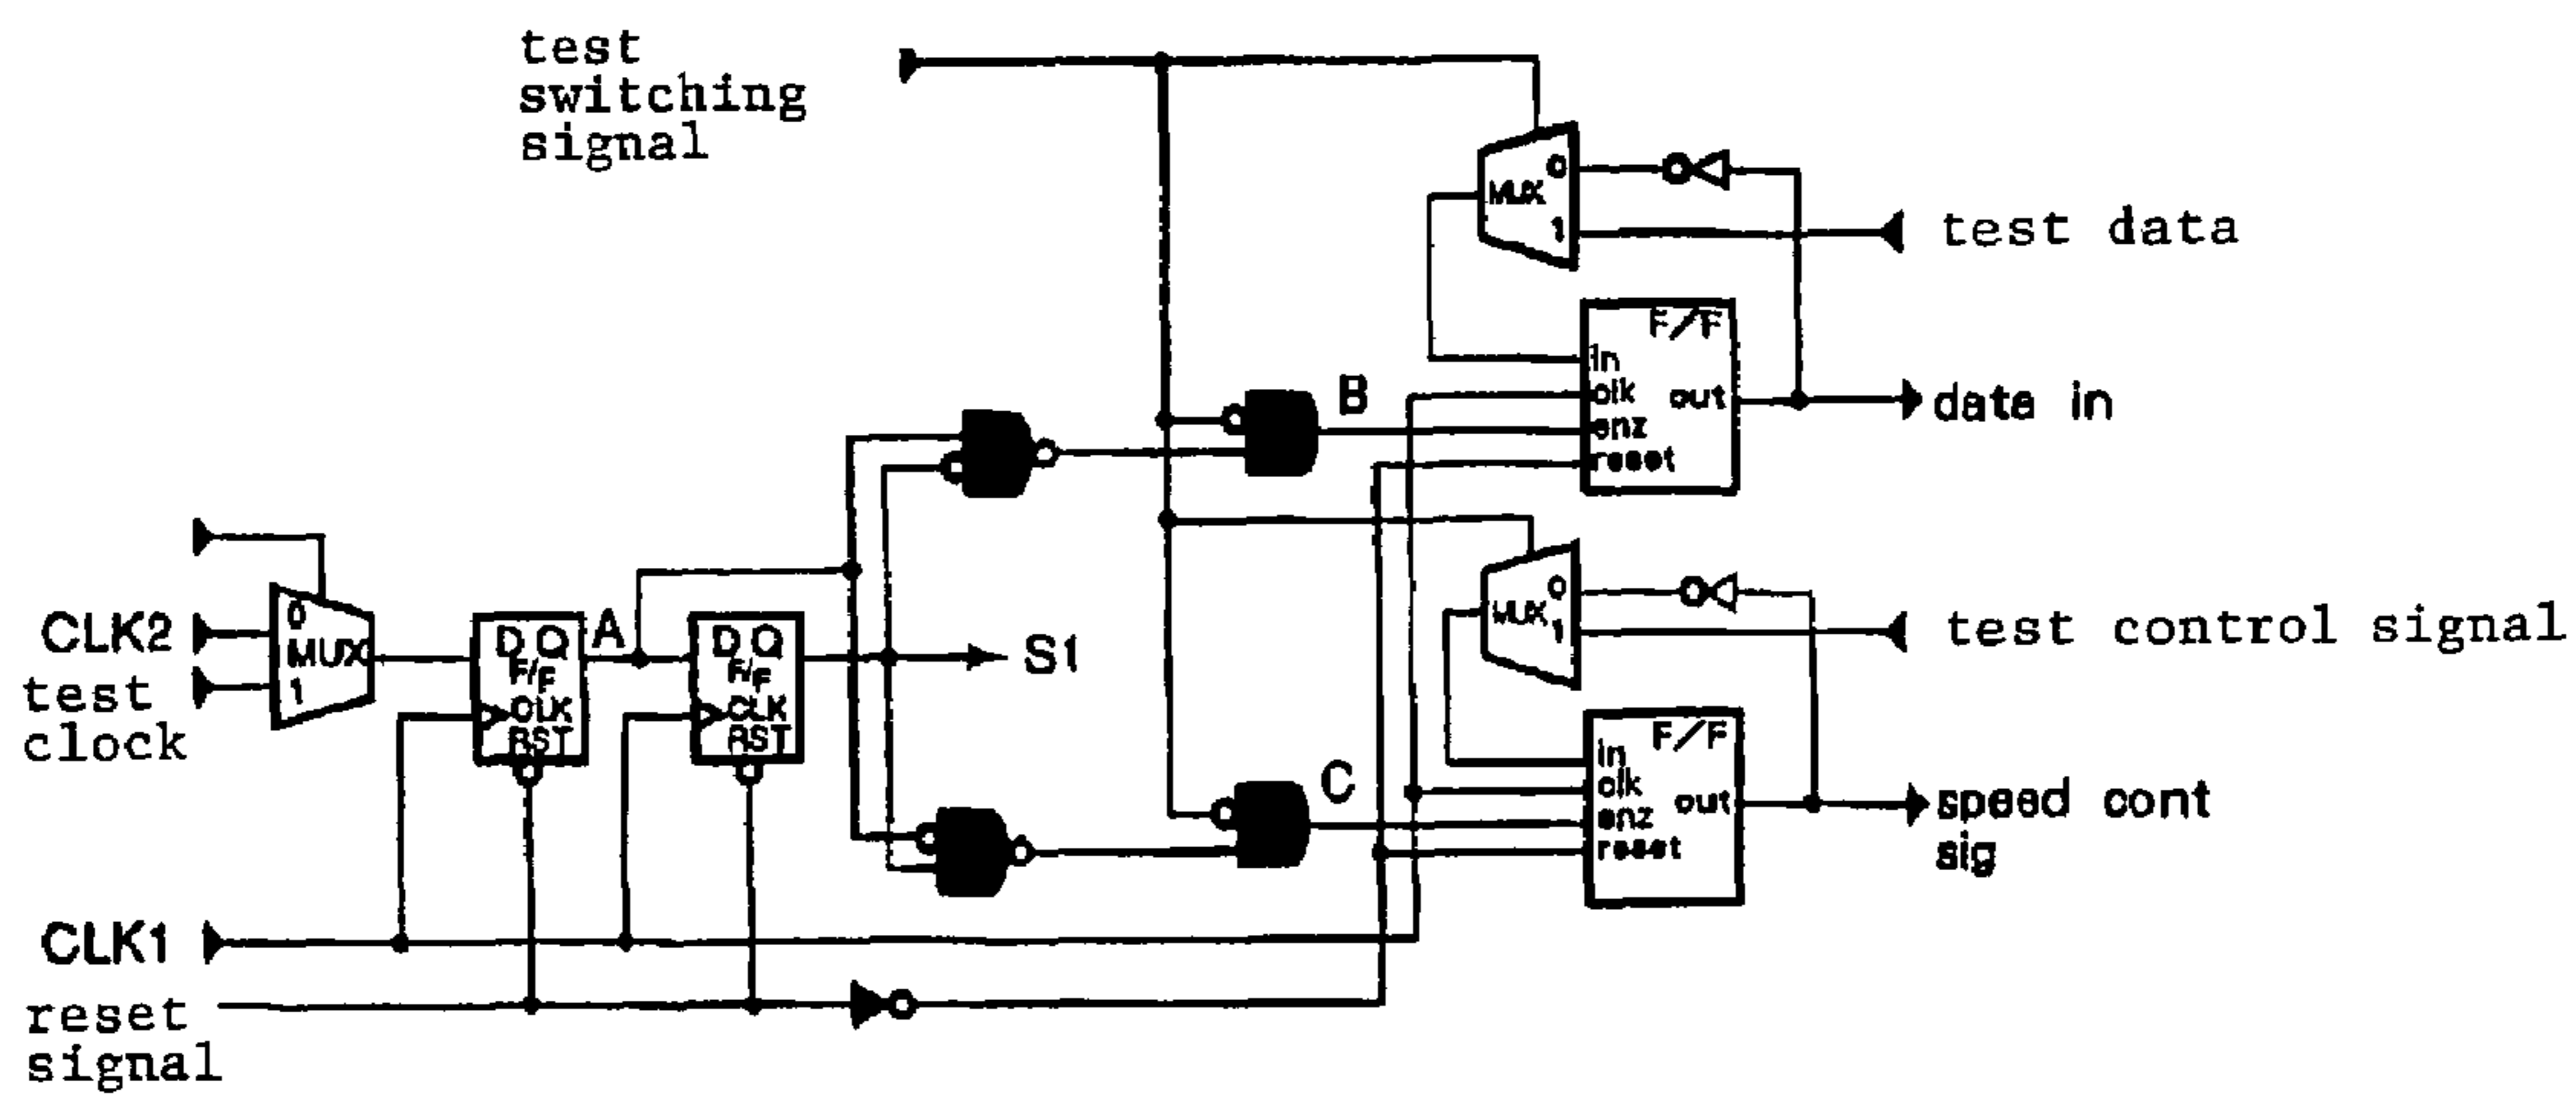 test
switching
signal
0
MUX
1
test data
F/F
in
clk
enz
reset
out
data in
B
CLK2
test
clock
0
MUX
1
D Q
F/F
CLK
RST
A
D Q
F/F
CLK
RST
S1
0
MUX
1
test control signal
C
F/F
in
clk
enz
reset
out
speed cont
sig
CLK1
reset
signal